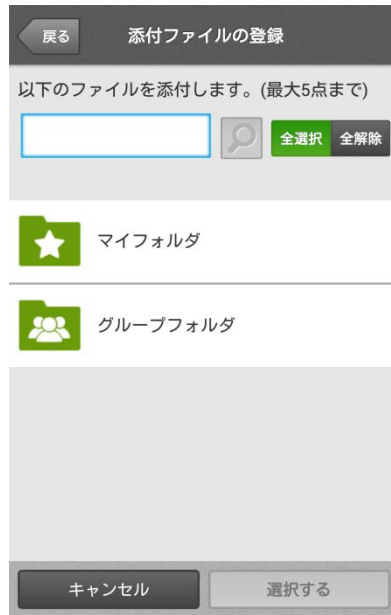 戻る
添付ファイルの登録
以下のファイルを添付します。(最大5点まで)
全選択 全解除
マイフォルダ
グループフォルダ
キャンセル
選択する